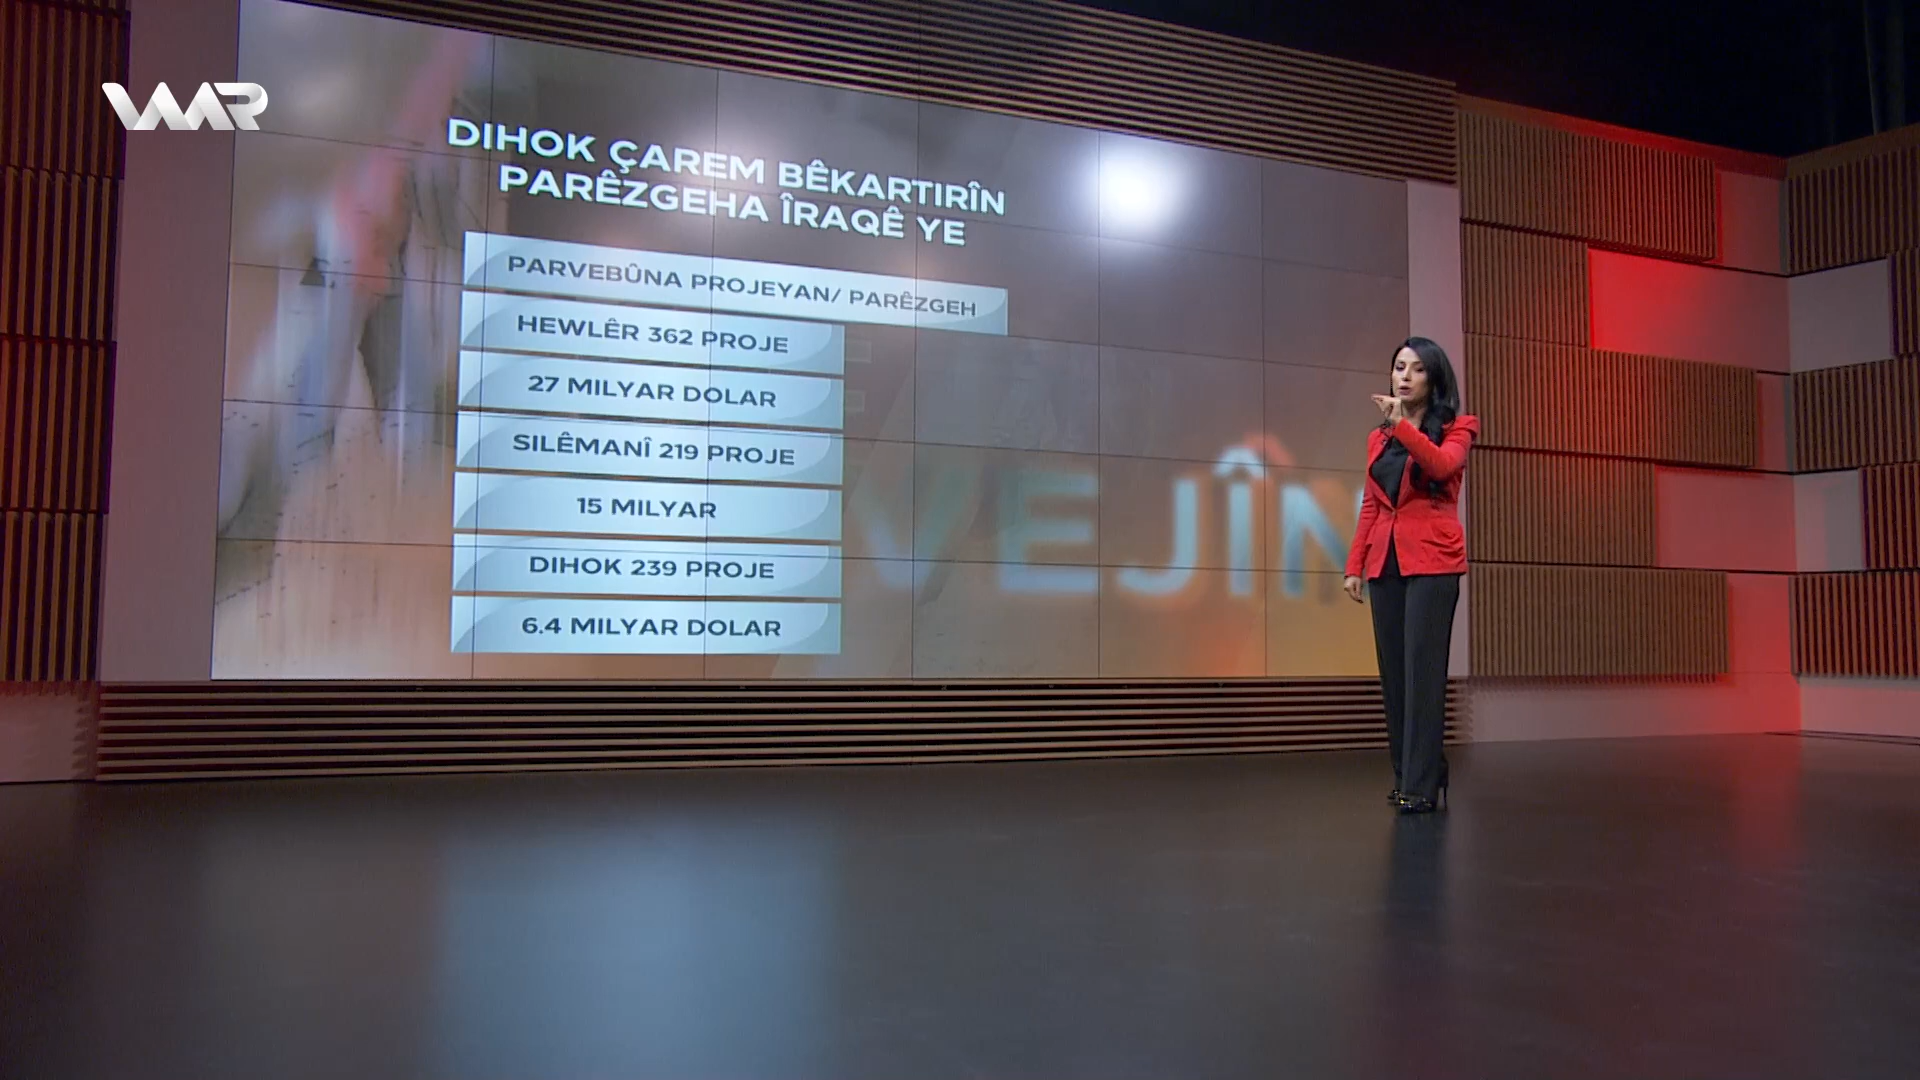 WAAR
DIHOK ÇAREM BÊKARTIRÎN
PARÊZGEHA ÎRAQÊ YE
PARVEBÛNA PROJEYAN/ PARÊZGEH
HEWLÊR 362 PROJE
27 MILYAR DOLAR
SILÊMANÎ 219 PROJE
15 MILYAR
DIHOK 239 PROJE
6.4 MILYAR DOLAR
VEJÎN